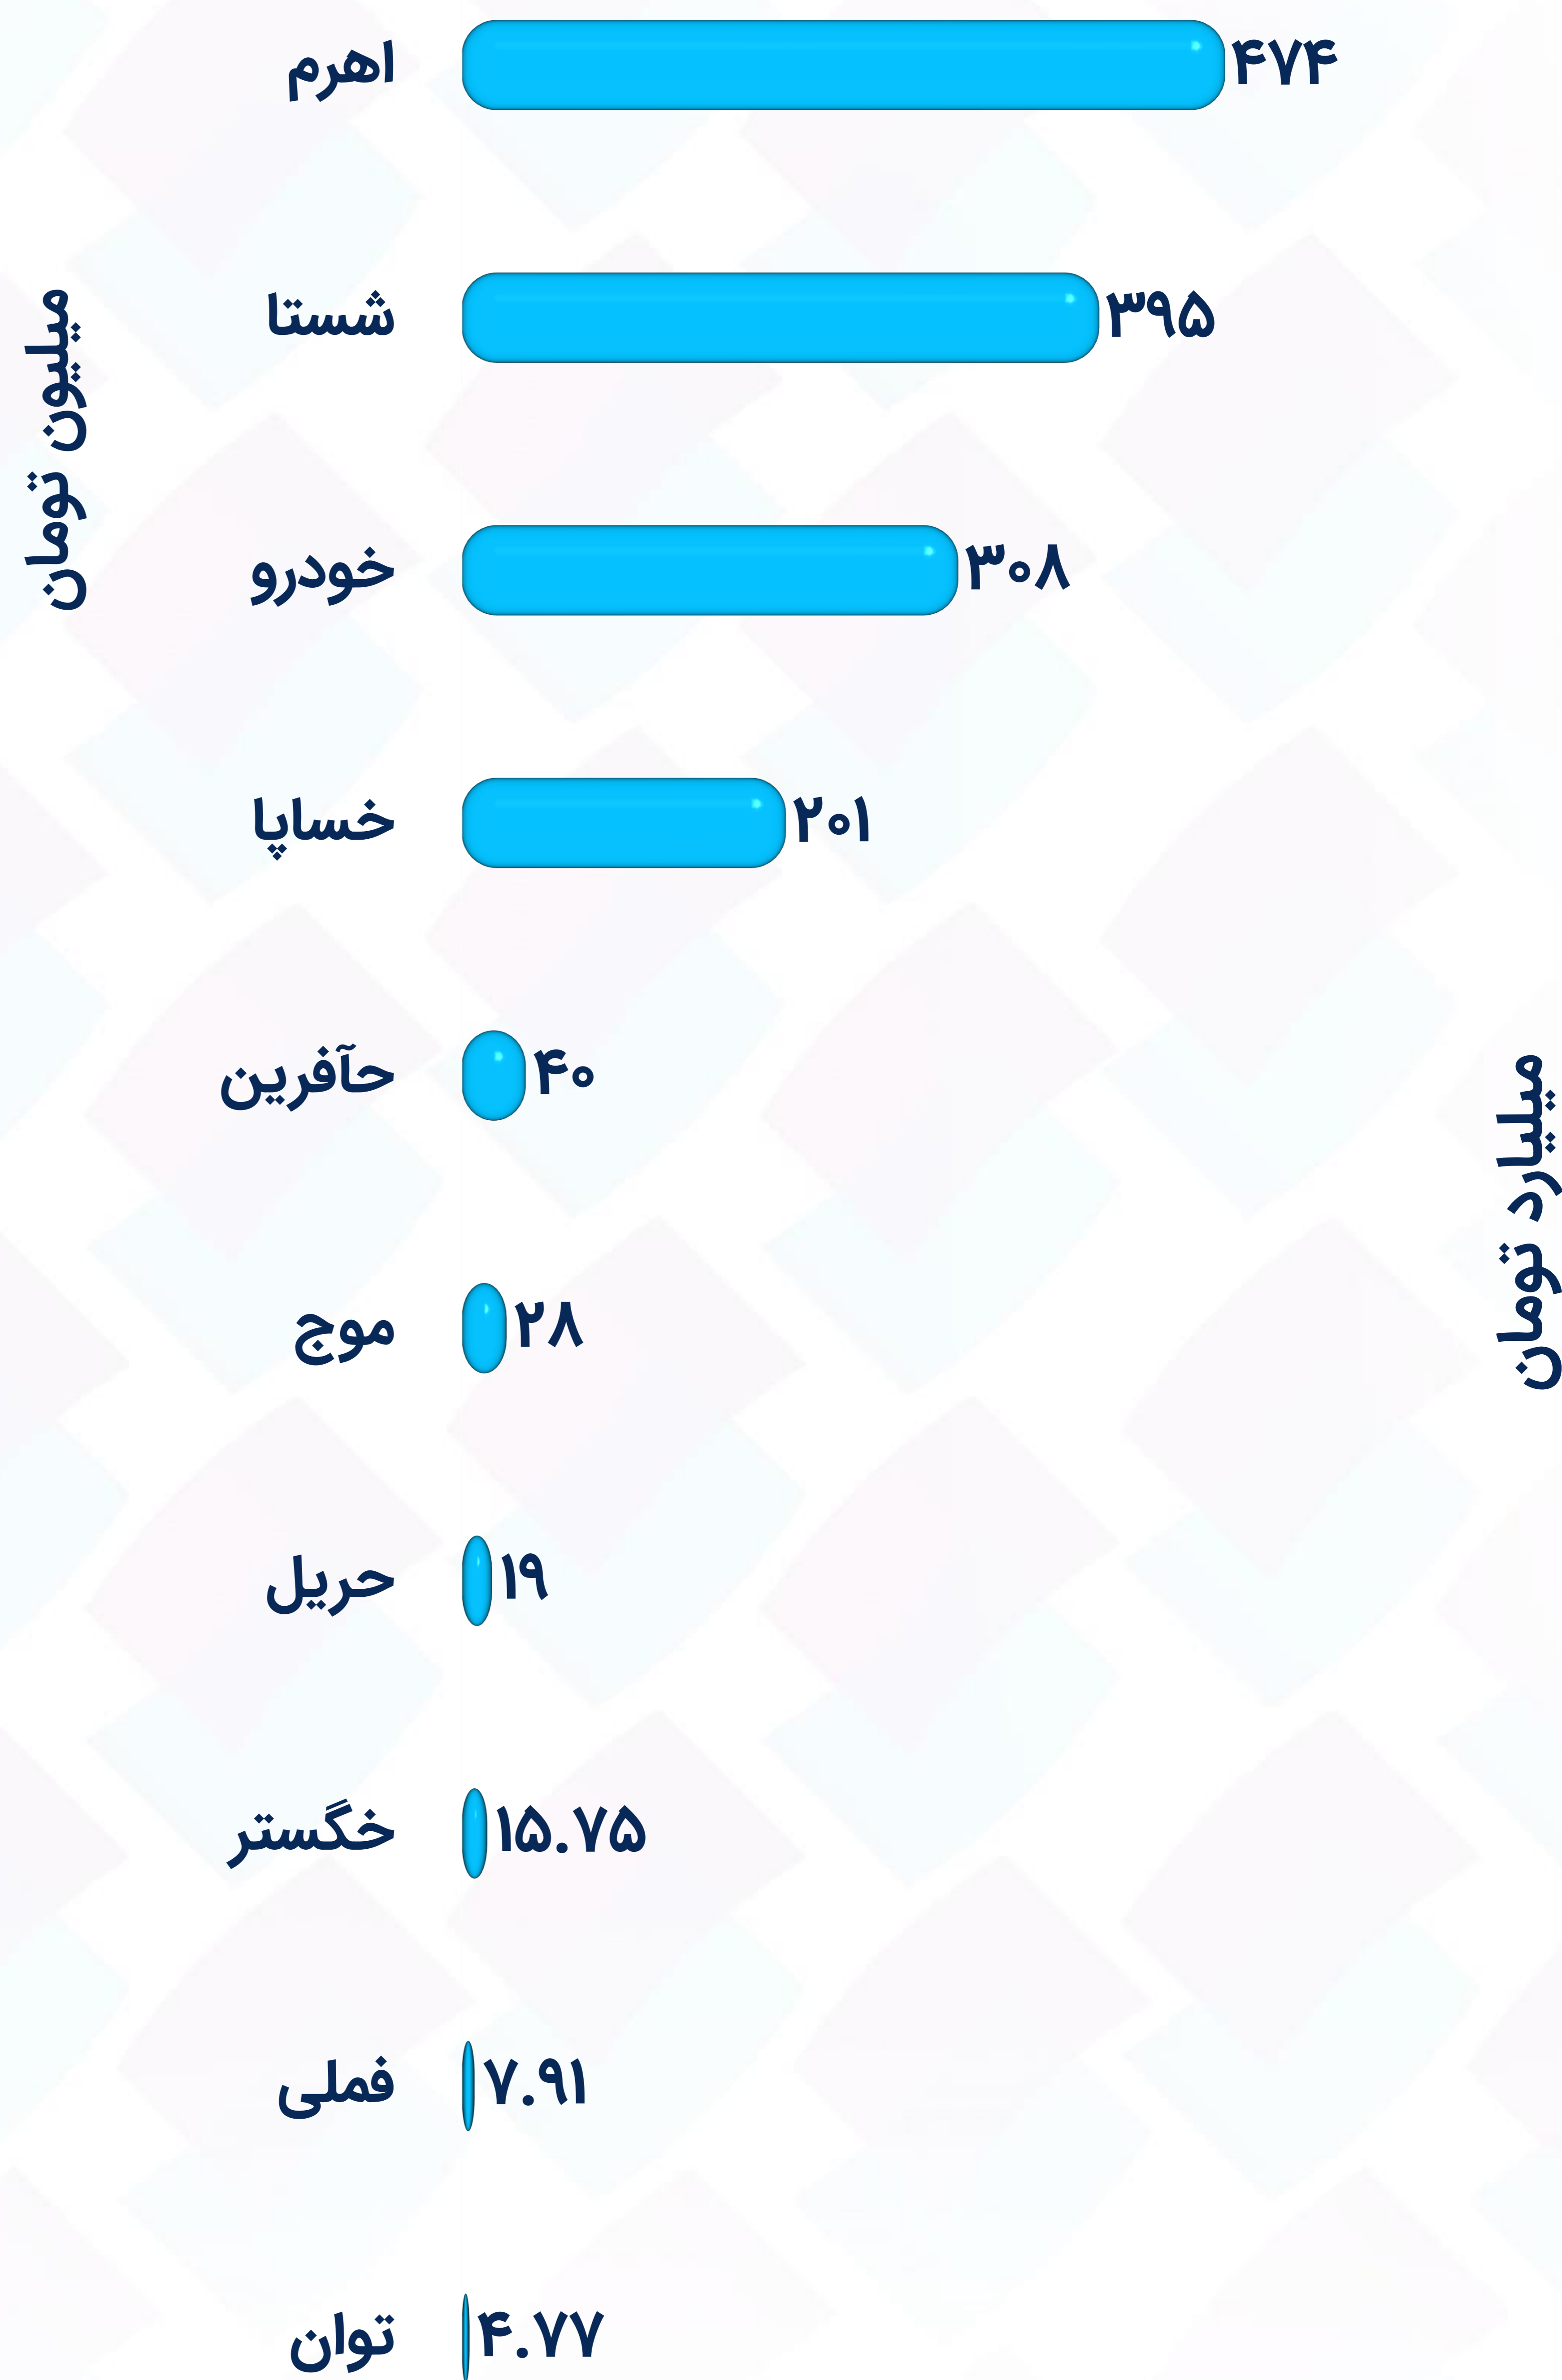 اهرم ۴۷۴
شستا ۳۹۵
میلیون تومان
خودرو ۳۰۸
خساپا ۲۰۱
حآفرین ۴۰
میلیارد تومان
موج ۲۸
حریل ۱۹
خگستر ۱۵.۷۵
فملی ۷.۹۱
توان ۴.۷۷